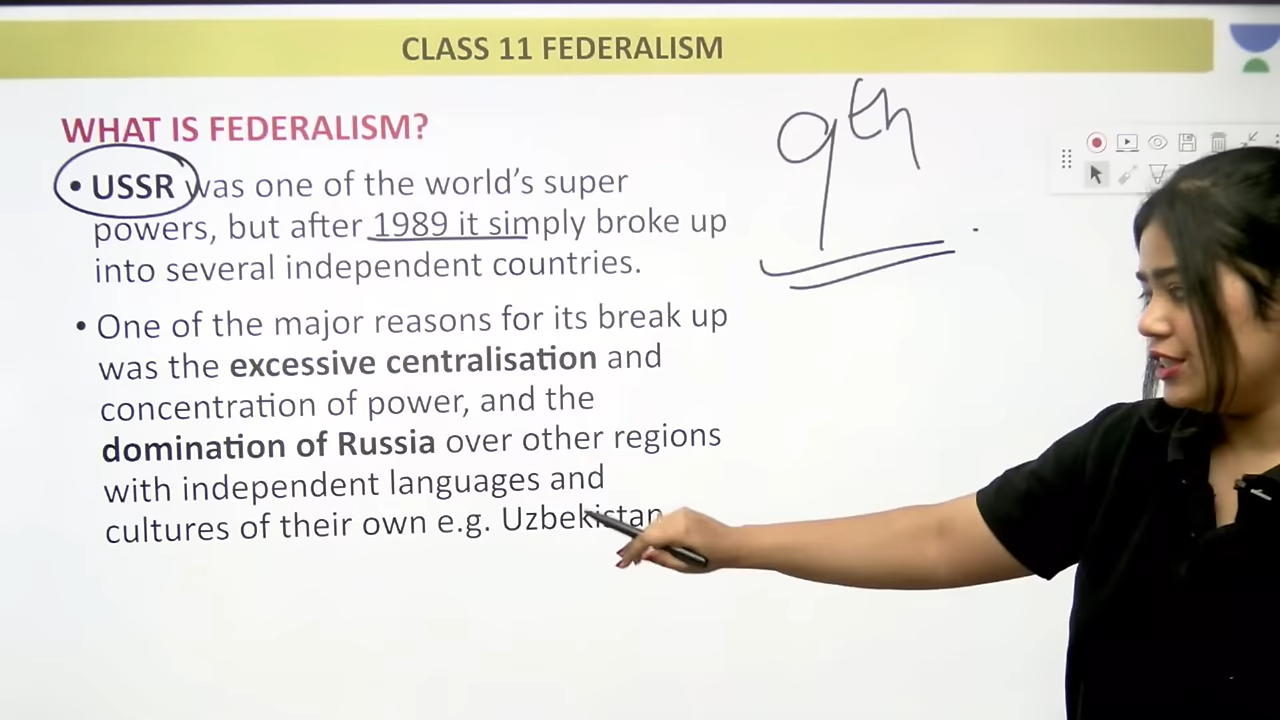 CLASS 11 FEDERALISM
WHAT IS FEDERALISM?
• USSR was one of the world's super
powers, but after 1989 it simply broke up
into several independent countries.
9th
• One of the major reasons for its break up
was the excessive centralisation and
concentration of power, and the
domination of Russia over other regions
with independent languages and
cultures of their own e.g. Uzbekistan